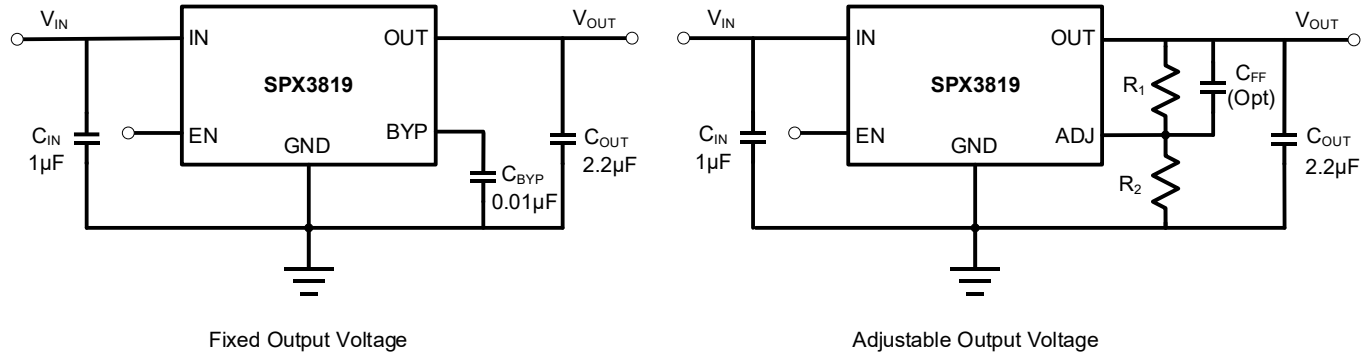 VIN
IN
OUT
VOUT
SPX3819
CIN
1µF
EN
GND
BYP
CBYP
0.01µF
COUT
2.2µF
Fixed Output Voltage
VIN
IN
OUT
VOUT
SPX3819
CIN
1µF
EN
GND
ADJ
R1
CFF
(Opt)
R2
COUT
2.2µF
Adjustable Output Voltage